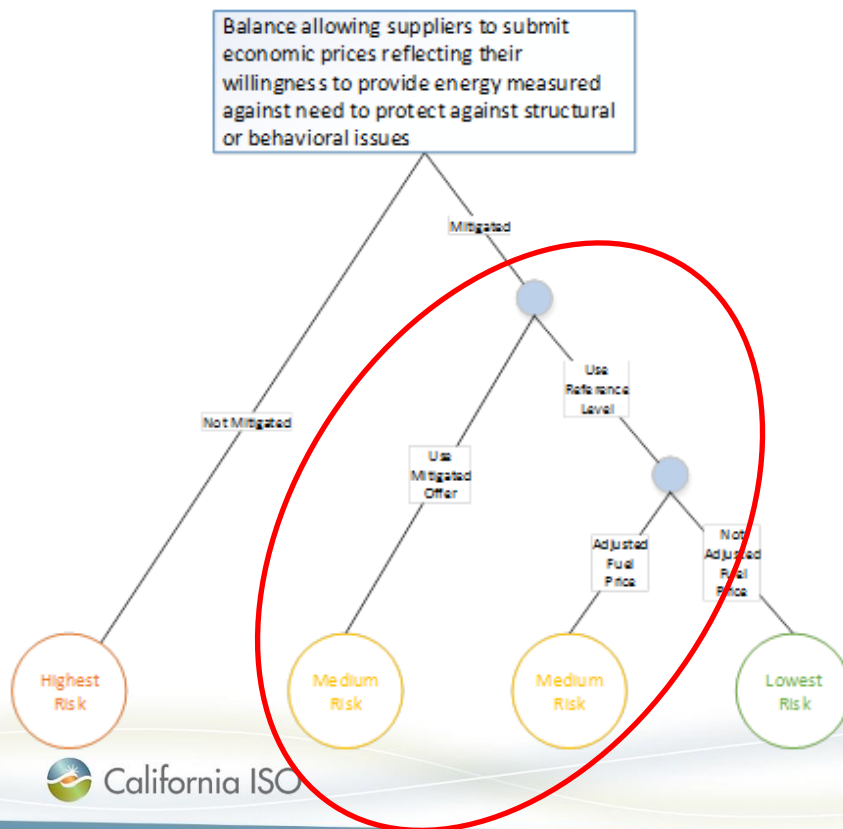 Balance allowing suppliers to submit
economic prices reflecting their
willingness to provide energy measured
against need to protect against structural
or behavioral issues
Mitigated
Use
Reference
Level
Not Mitigated
Use
Mitigated
Offer
Adjusted
Fuel
Price
Not
Adjusted
Fuel
Price
Highest
Risk
Medium
Risk
Medium
Risk
Lowest
Risk
California ISO